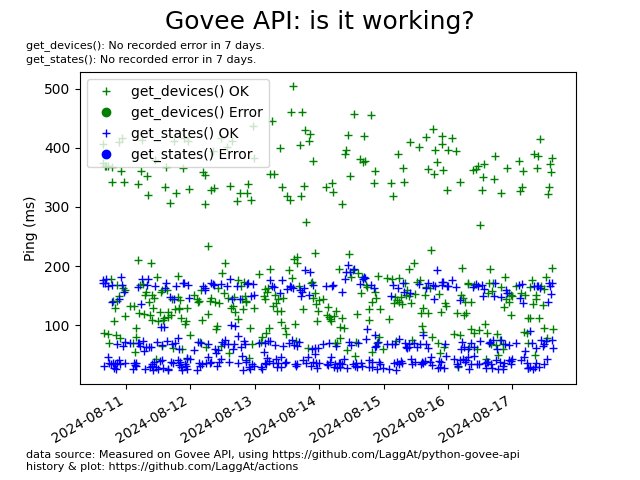 Govee API: is it working?
get_devices(): No recorded error in 7 days.
get_states(): No recorded error in 7 days.
get_devices() OK
get_devices() Error
get_states() OK
get_states() Error
Ping (ms)
500
400
300
200
100
2024-08-11
2024-08-12
2024-08-13
2024-08-14
2024-08-15
2024-08-16
2024-08-17
data source: Measured on Govee API, using https://github.com/LaggAt/python-govee-api
history & plot: https://github.com/LaggAt/actions